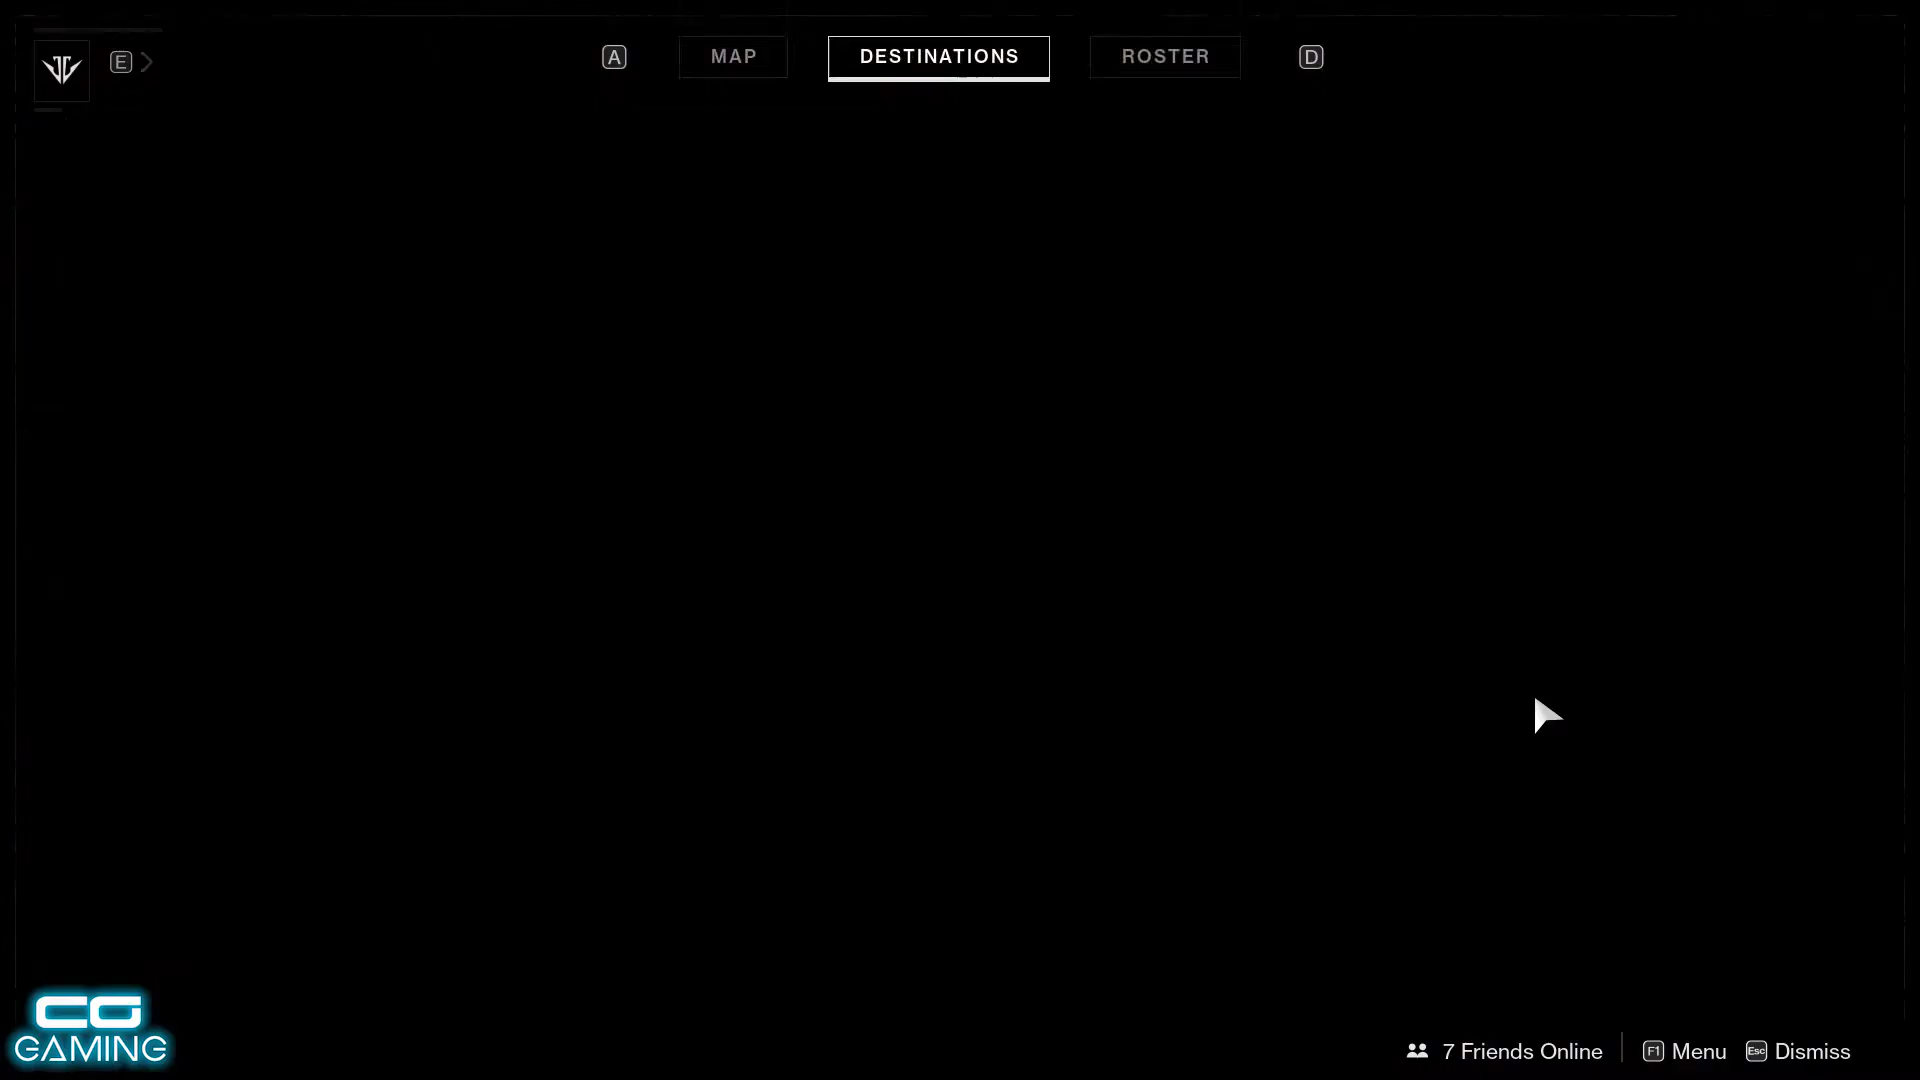 E
A MAP DESTINATIONS ROSTER D
CG
GAMING
7 Friends Online F1 Menu Esc Dismiss